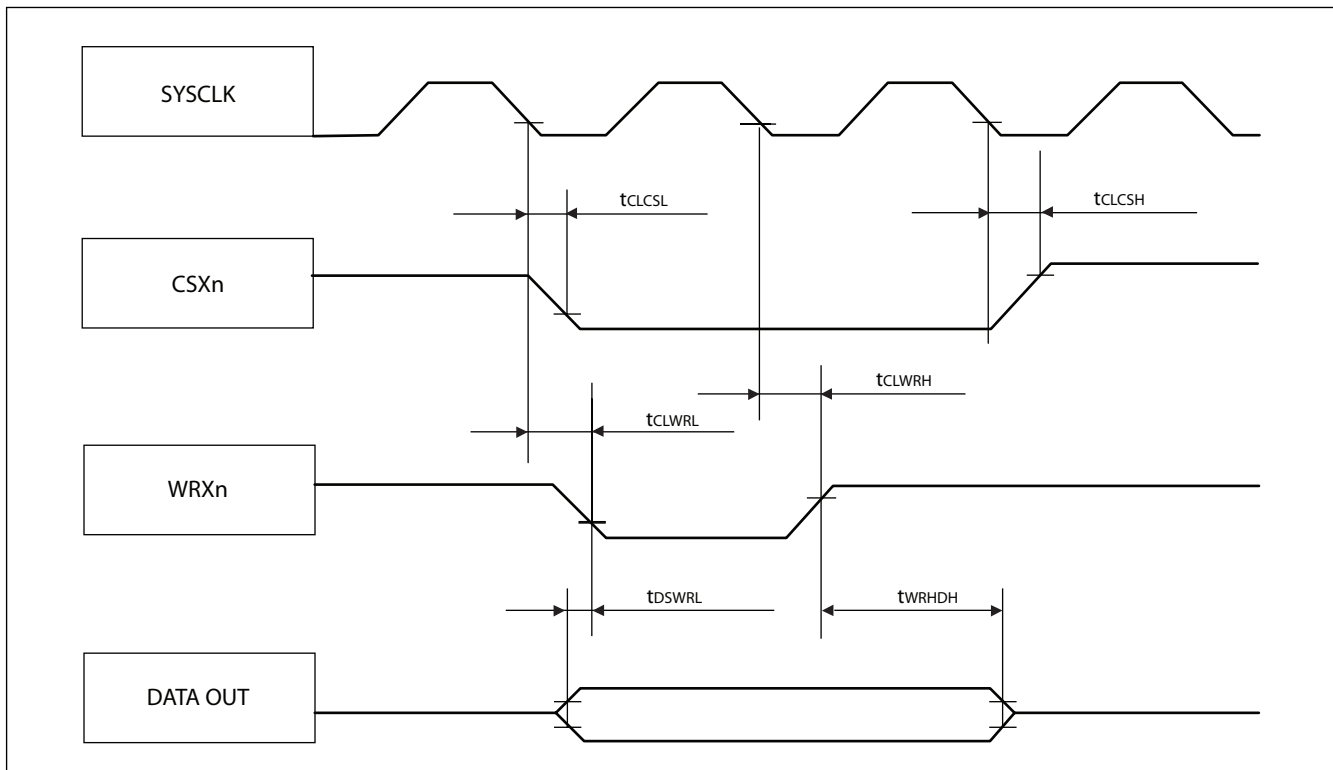 SYSCLK
tCLCSL
tCLCSH
CSXn
tCLWRH
tCLWRL
WRXn
tDSWRL
tWRHDH
DATA OUT